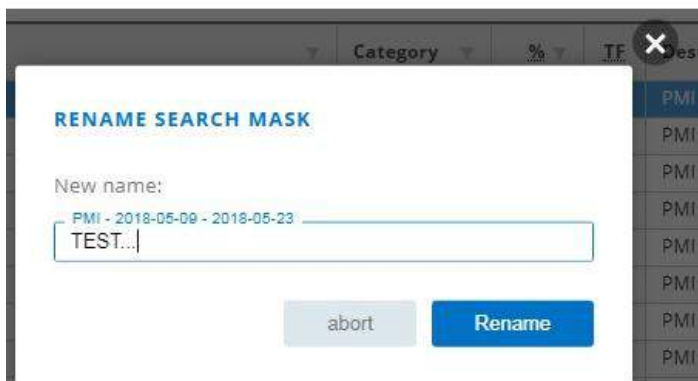 Category % TF Des
RENAME SEARCH MASK
New name:
PMI - 2018-05-09 - 2018-05-23
TEST...
abort Rename
PMI
PMI
PMI
PMI
PMI
PMI
PMI
PMI